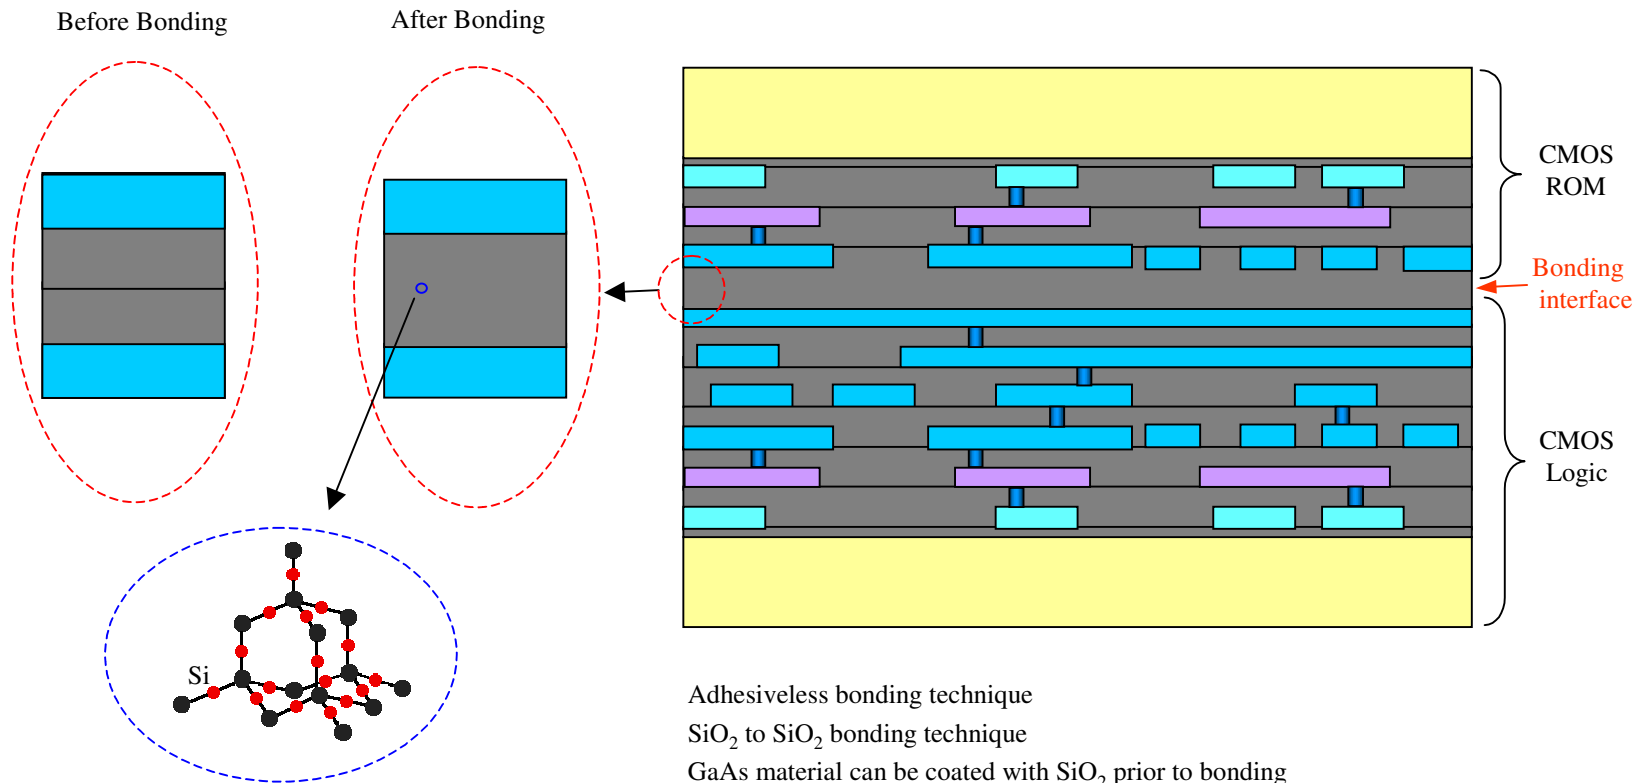 Before Bonding
After Bonding
CMOS
ROM
Bonding
interface
CMOS
Logic
Si
Adhesiveless bonding technique
SiO₂ to SiO₂ bonding technique
GaAs material can be coated with SiO₂ prior to bonding